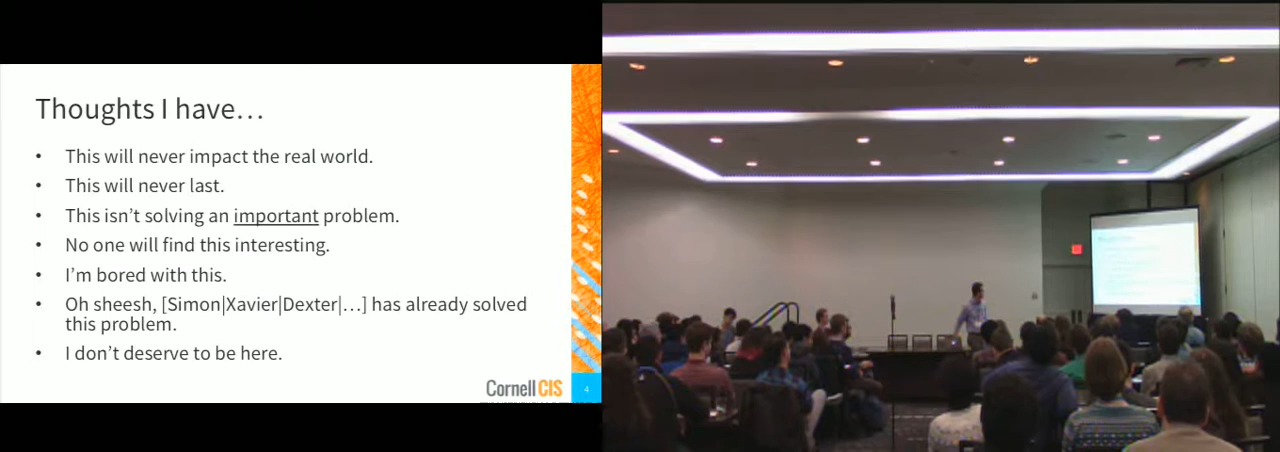 Thoughts I have…
• This will never impact the real world.
• This will never last.
• This isn't solving an important problem.
• No one will find this interesting.
• I'm bored with this.
• Oh sheesh, [Simon|Xavier|Dexter|…] has already solved
this problem.
• I don't deserve to be here.
CornellCIS
4